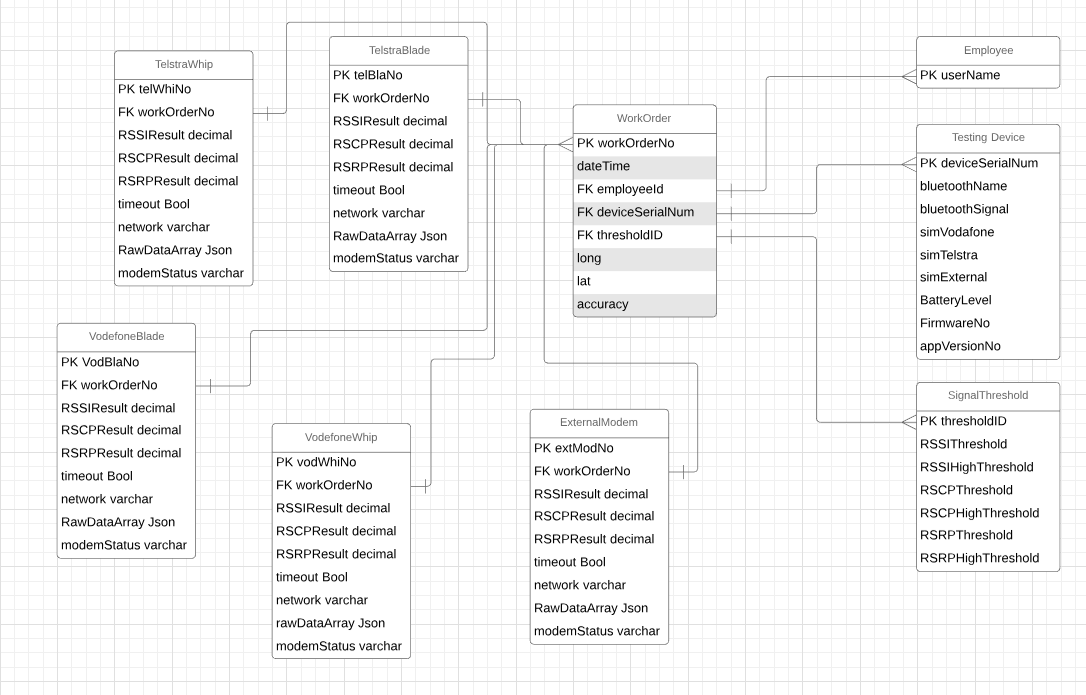 TelstraWhip
PK telWhiNo
FK workOrderNo
RSSIResult decimal
RSCPResult decimal
RSRPResult decimal
timeout Bool
network varchar
RawDataArray Json
modemStatus varchar
TelstraBlade
PK telBlaNo
FK workOrderNo
RSSIResult decimal
RSCPResult decimal
RSRPResult decimal
timeout Bool
network varchar
RawDataArray Json
modemStatus varchar
WorkOrder
PK workOrderNo
dateTime
FK employeeId
FK deviceSerialNum
FK thresholdID
long
lat
accuracy
Employee
PK userName
Testing Device
PK deviceSerialNum
bluetoothName
bluetoothSignal
simVodafone
simTelstra
simExternal
BatteryLevel
FirmwareNo
appVersionNo
VodefoneBlade
PK VodBlaNo
FK workOrderNo
RSSIResult decimal
RSCPResult decimal
RSRPResult decimal
timeout Bool
network varchar
RawDataArray Json
modemStatus varchar
VodefoneWhip
PK vodWhiNo
FK workOrderNo
RSSIResult decimal
RSCPResult decimal
RSRPResult decimal
timeout Bool
network varchar
rawDataArray Json
modemStatus varchar
ExternalModem
PK extModNo
FK workOrderNo
RSSIResult decimal
RSCPResult decimal
RSRPResult decimal
timeout Bool
network varchar
RawDataArray Json
modemStatus varchar
SignalThreshold
PK thresholdID
RSSIThreshold
RSSIHighThreshold
RSCPThreshold
RSCPHighThreshold
RSRPThreshold
RSRPHighThreshold